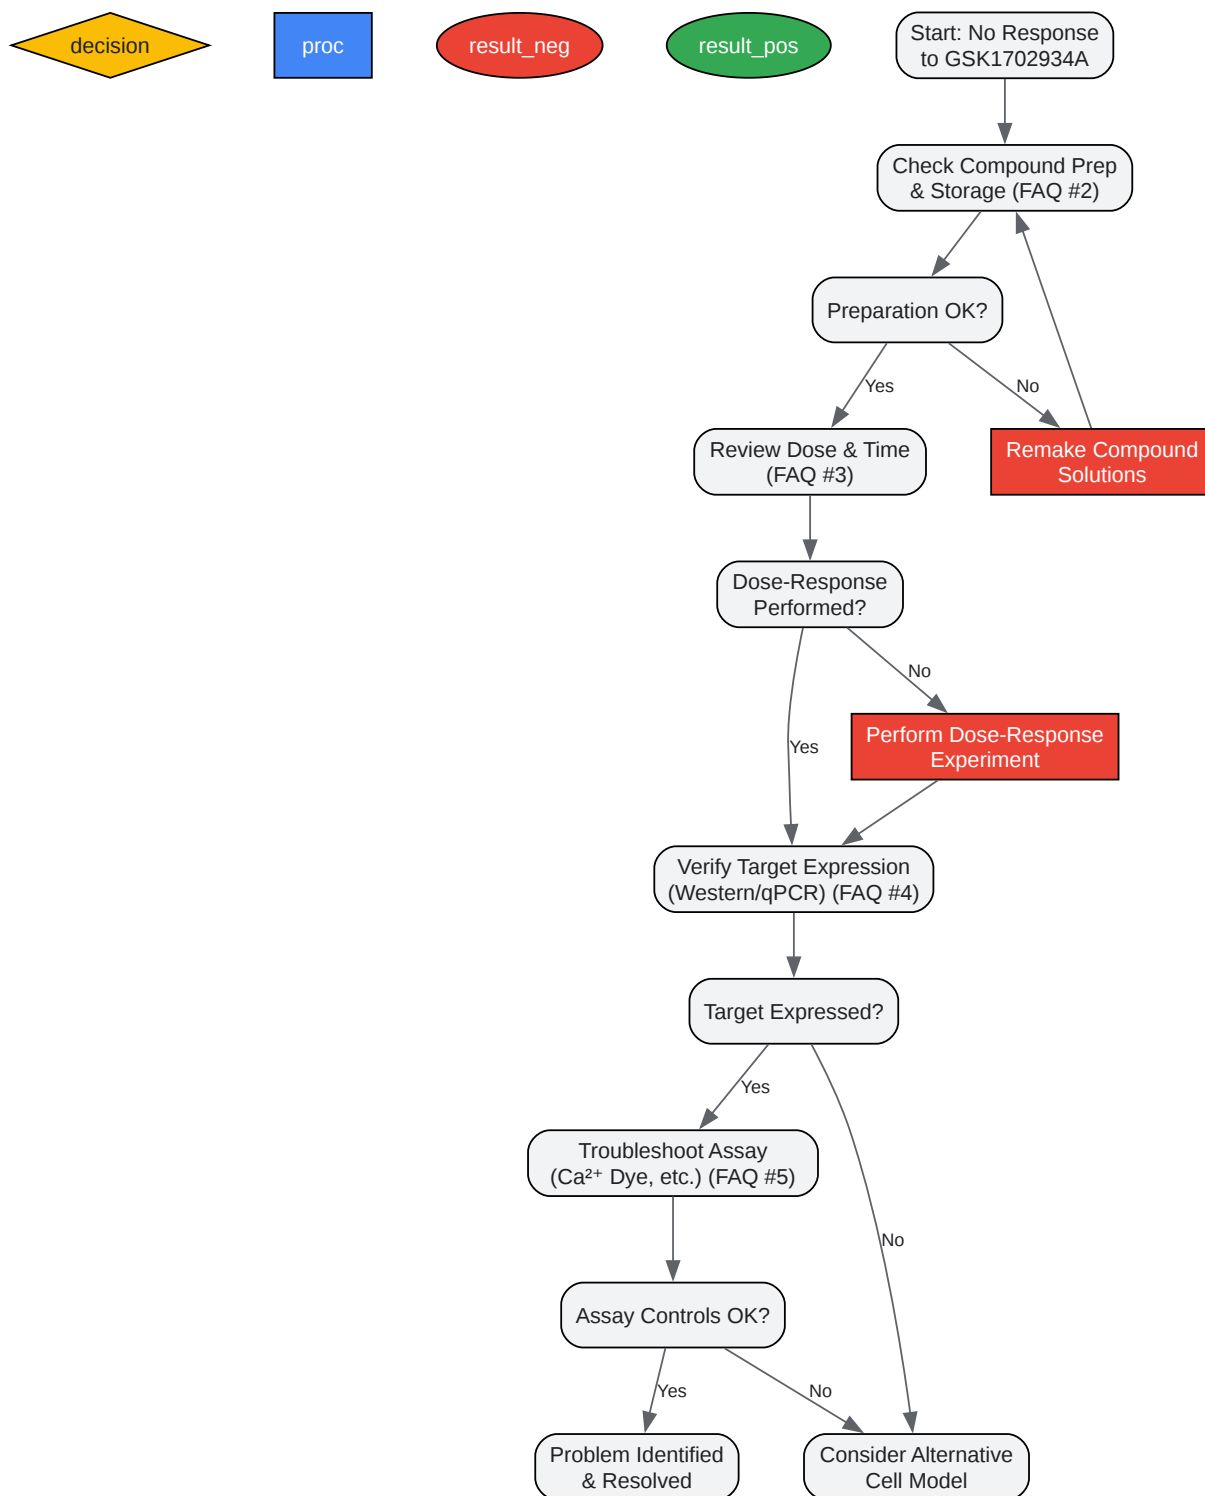 decision
proc
result_neg
result_pos
Start: No Response
to GSK1702934A
Check Compound Prep
& Storage (FAQ #2)
Preparation OK?
Yes
No
Review Dose & Time
(FAQ #3)
Remake Compound
Solutions
Dose-Response
Performed?
No
Yes
Perform Dose-Response
Experiment
Verify Target Expression
(Western/qPCR) (FAQ #4)
Target Expressed?
Yes
Troubleshoot Assay
(Ca²⁺ Dye, etc.) (FAQ #5)
No
Assay Controls OK?
Yes
No
Problem Identified
& Resolved
Consider Alternative
Cell Model